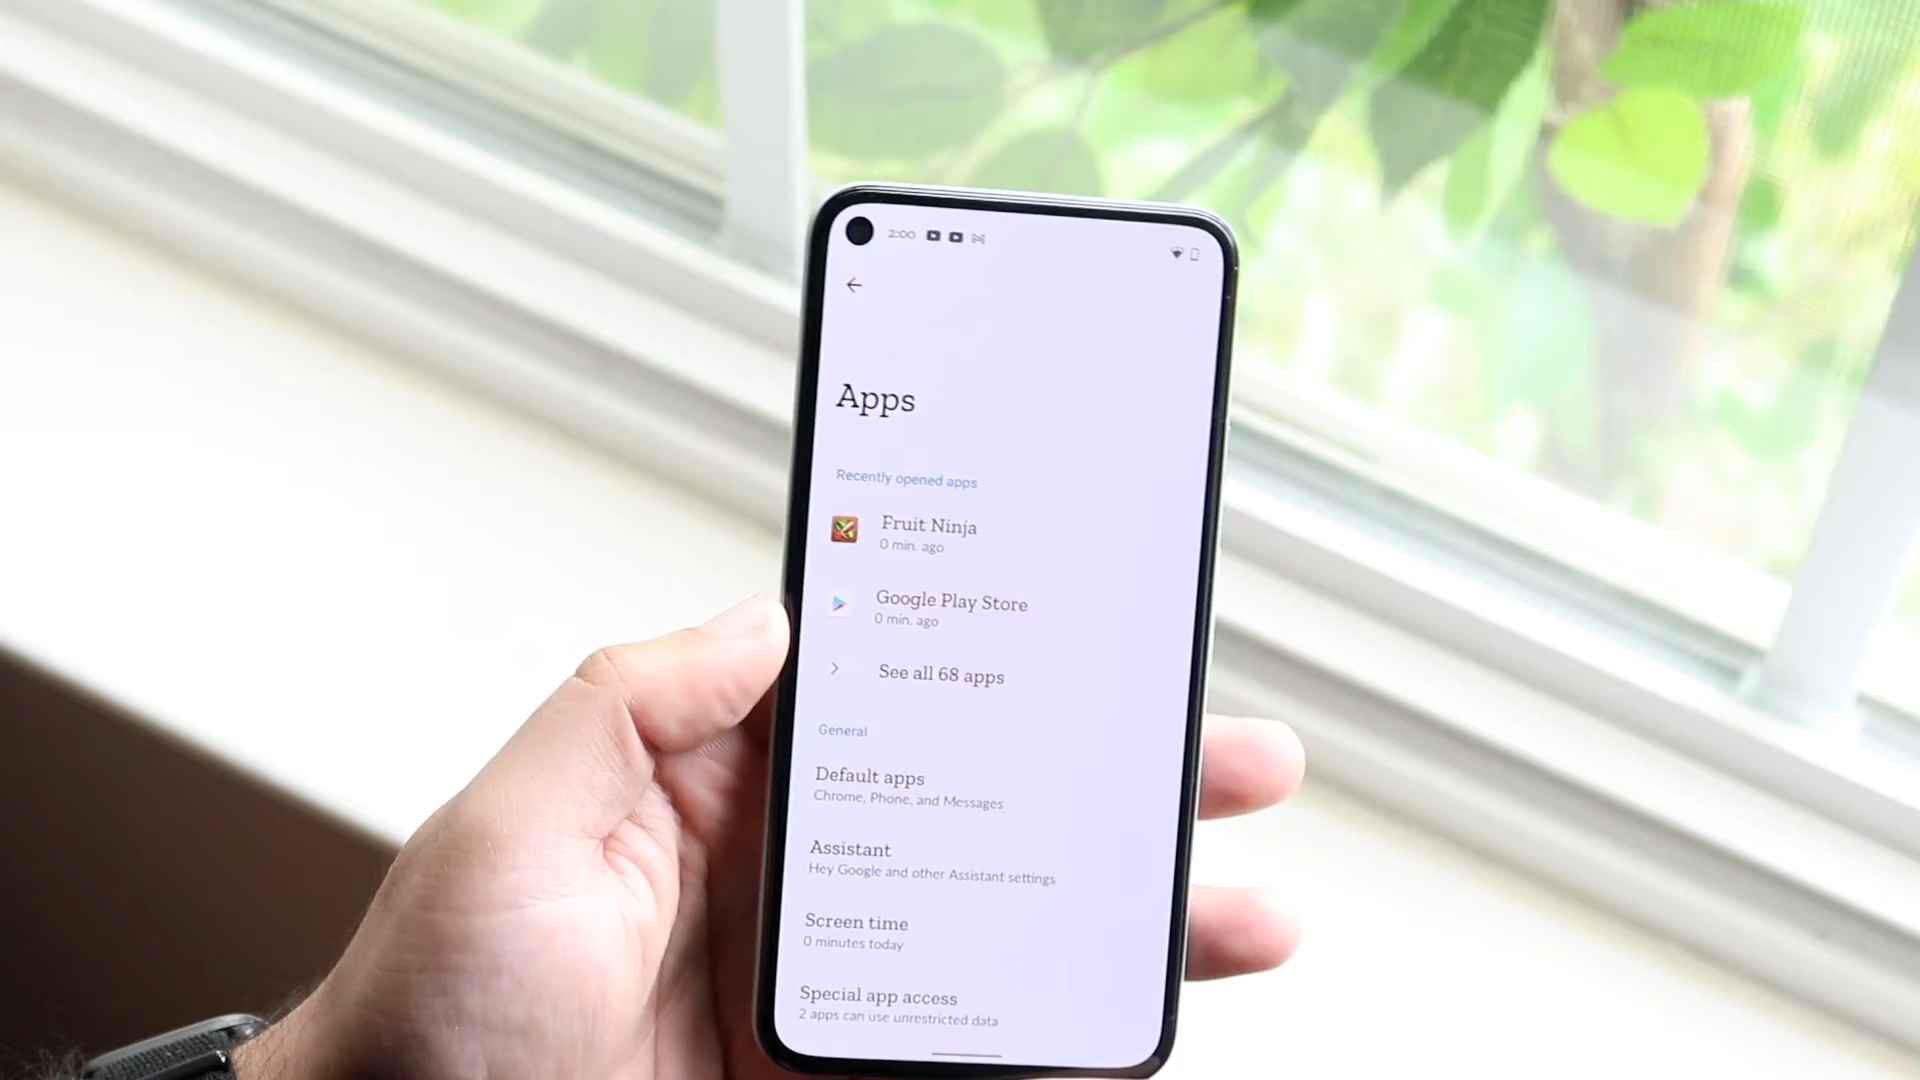 2:00
Apps
Recently opened apps
Fruit Ninja
0 min. ago
Google Play Store
0 min. ago
See all 68 apps
General
Default apps
Chrome, Phone, and Messages
Assistant
Hey Google and other Assistant settings
Screen time
0 minutes today
Special app access
2 apps can use unrestricted data